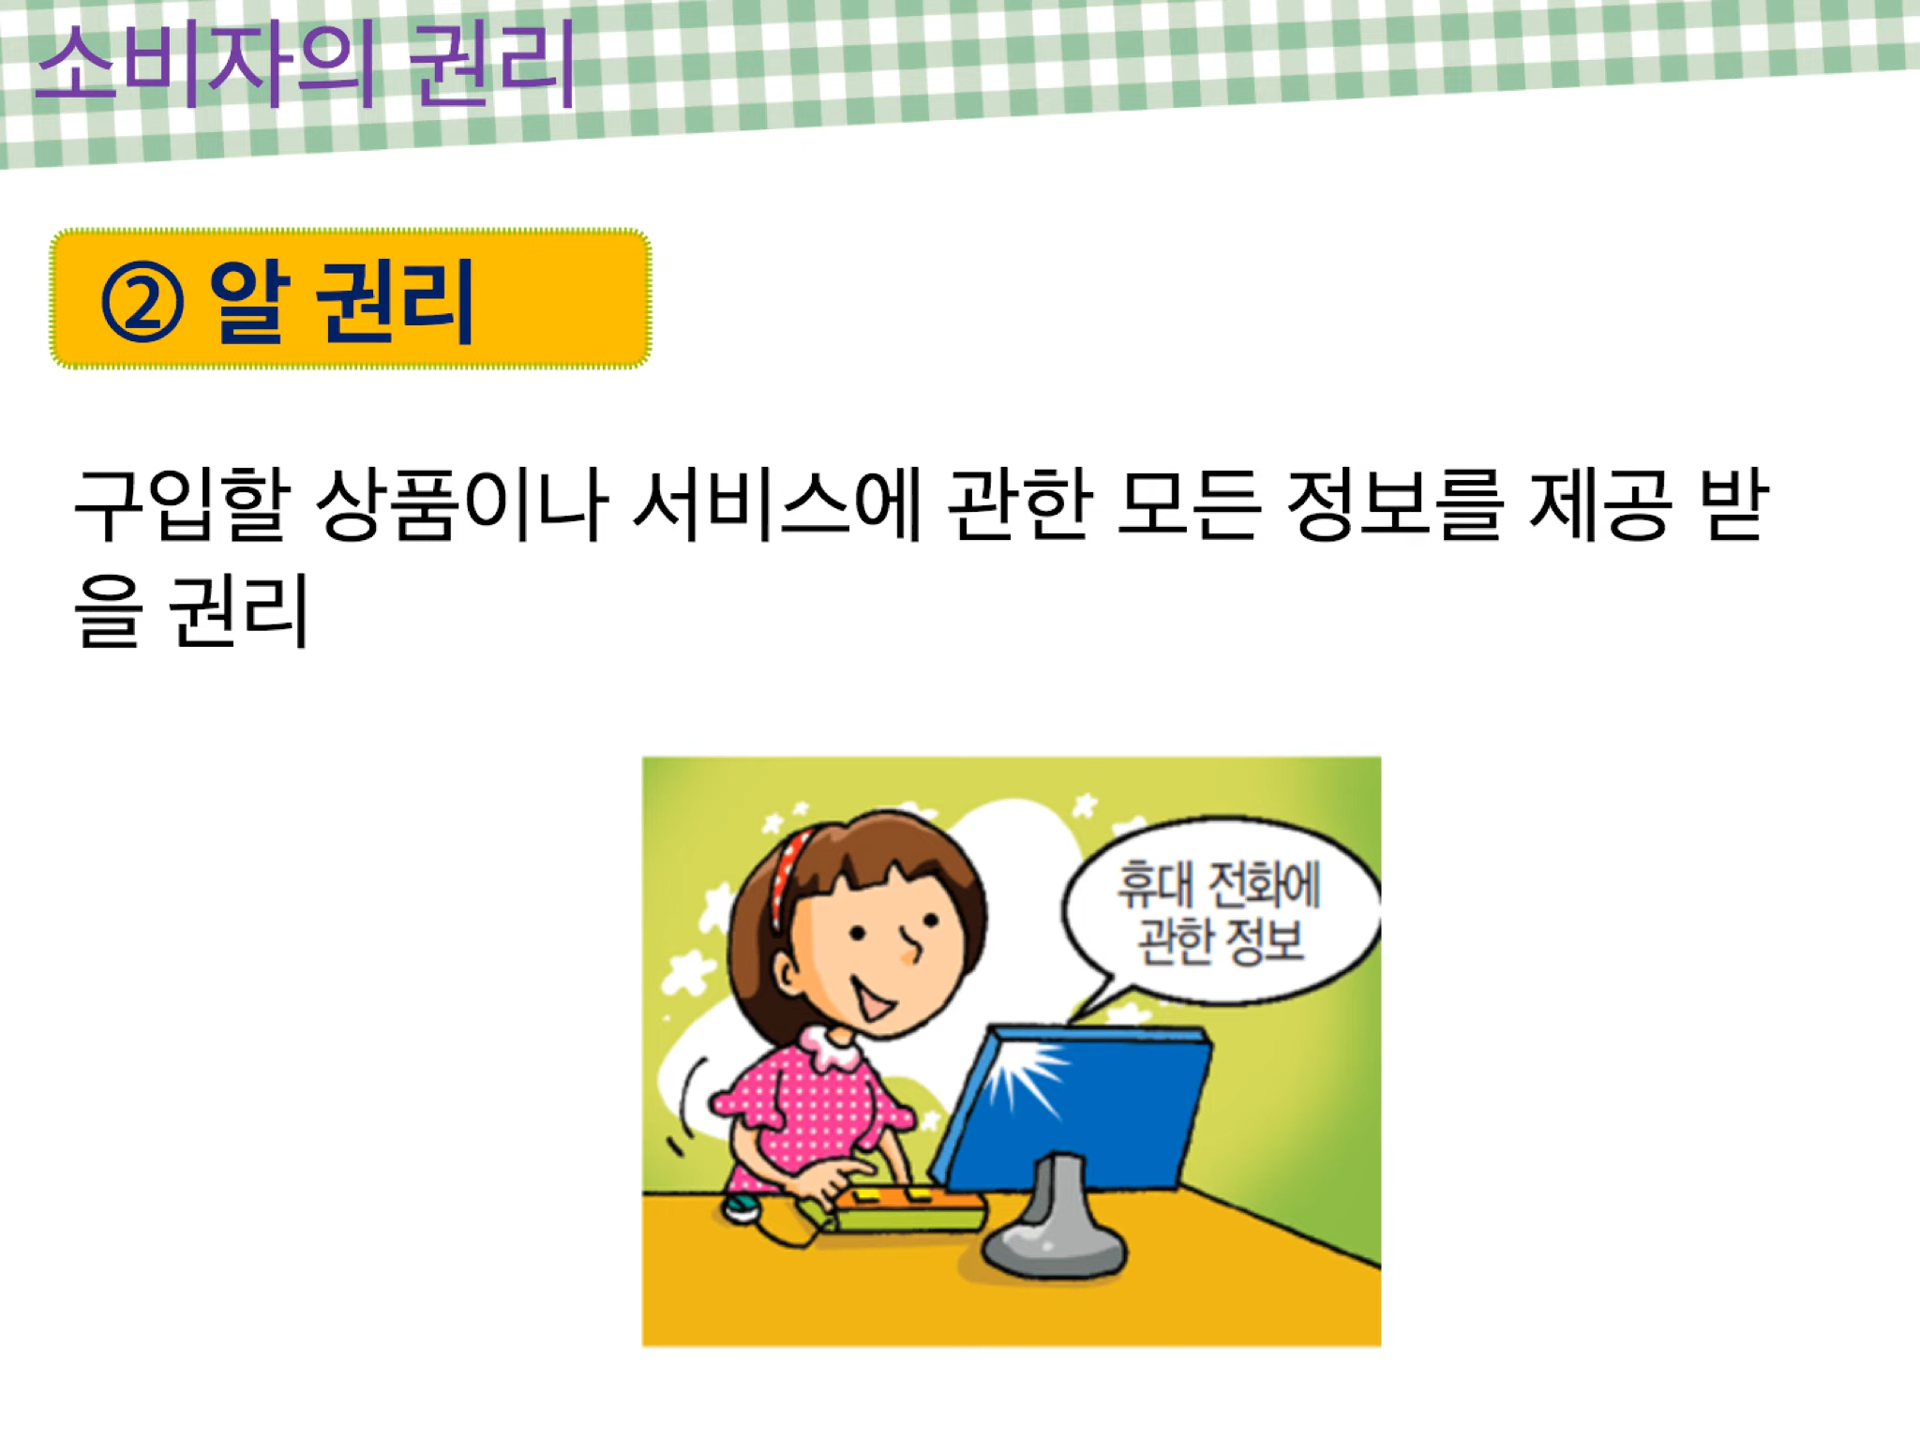 소비자의 권리
② 알 권리
구입할 상품이나 서비스에 관한 모든 정보를 제공 받
을 권리
휴대 전화에
관한 정보